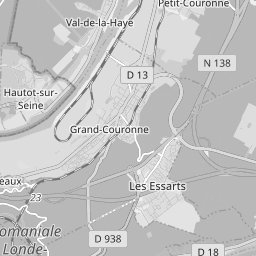 Petit-Couronne
Val-de-la-Haye
N 138
D 13
Hautot-sur-
Seine
Grand-Couronne
eaux
Les Essarts
23
omaniale
Londe-
D 938
D 18